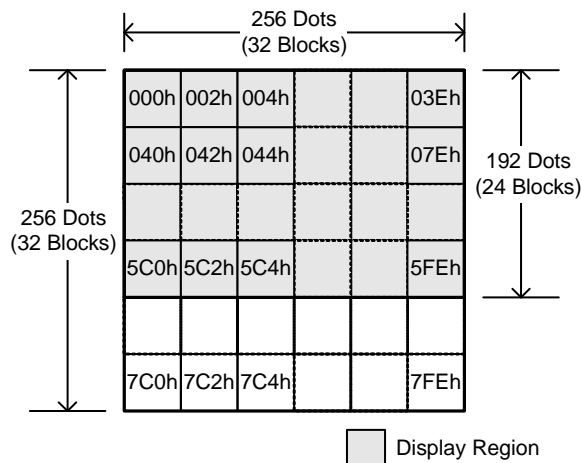 256 Dots
(32 Blocks)
000h 002h 004h 03Eh
040h 042h 044h 07Eh
192 Dots
(24 Blocks)
256 Dots
(32 Blocks)
5C0h 5C2h 5C4h 5FEh
7C0h 7C2h 7C4h 7FEh
Display Region